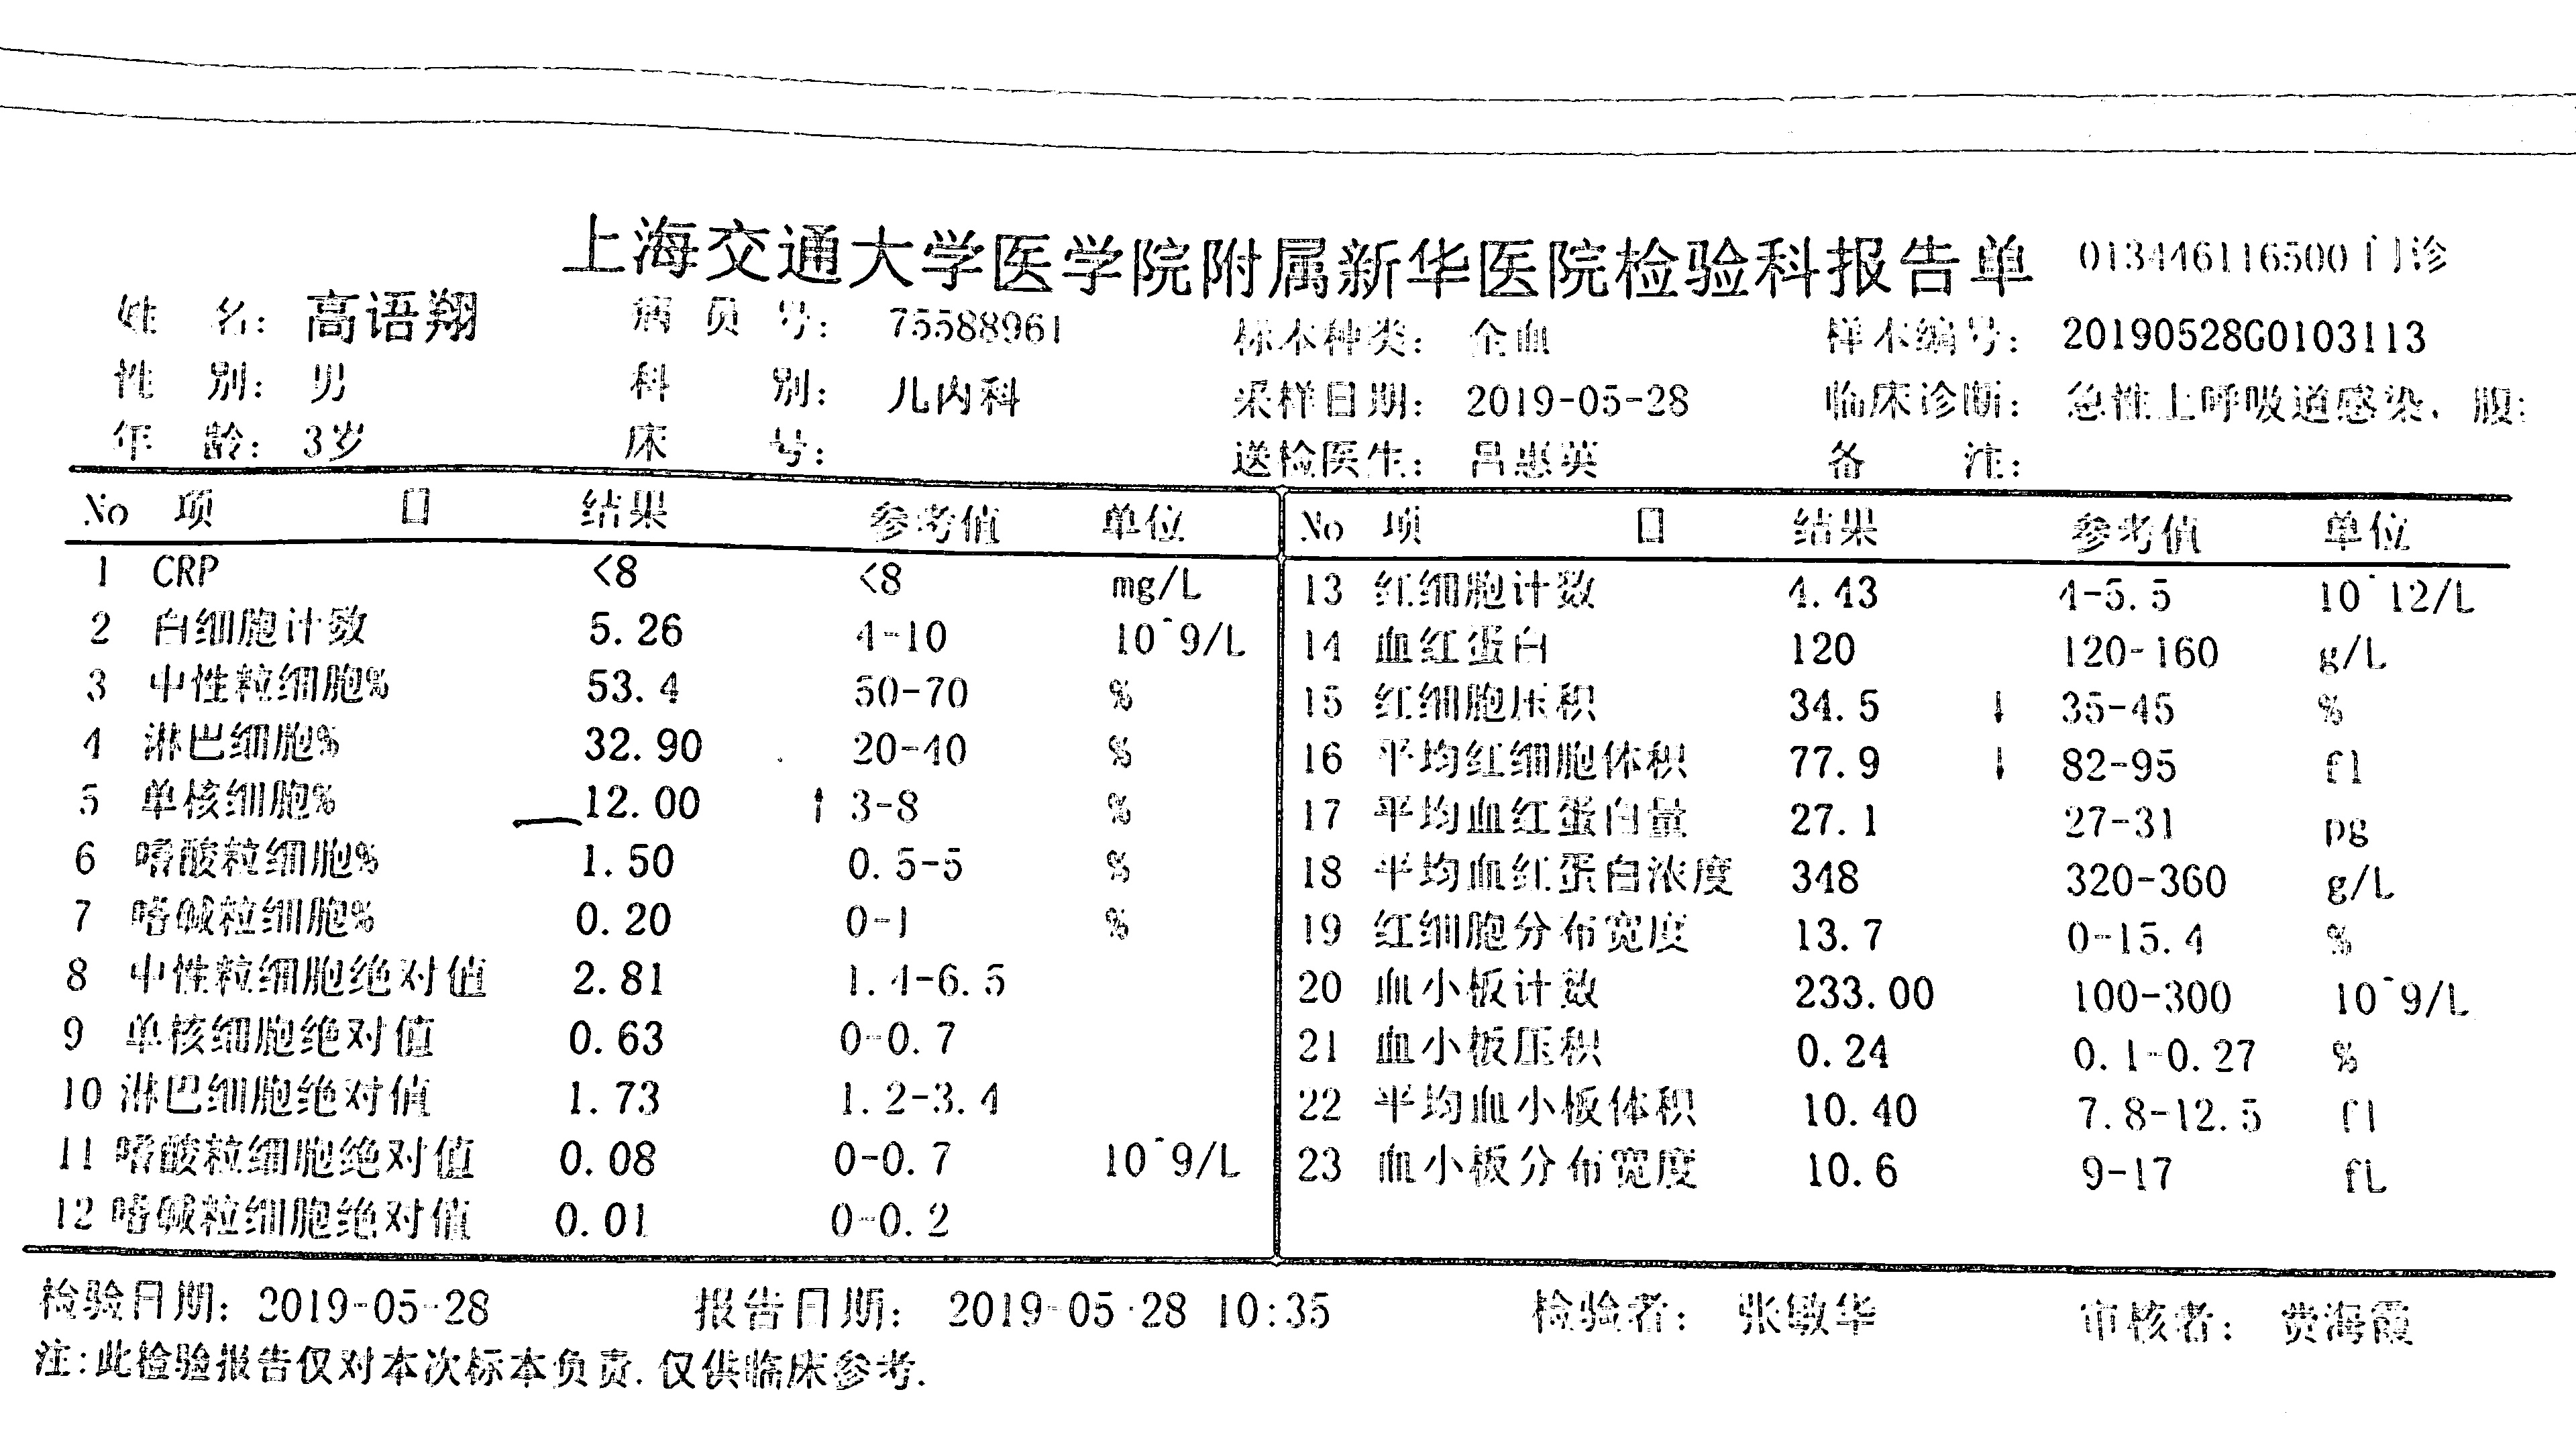 上海交通大学医学院附属新华医院检验科报告单 013446116500门诊
姓 名: 高语翔 病 员 号: 75588961 标本种类: 全血 样本编号: 20190528G0103113
性 别: 男 科 别: 儿内科 采样日期: 2019-05-28 临床诊断: 急性上呼吸道感染, 腹:
年 龄: 3岁 床 号: 送检医生: 吕惠英 备 注:
No 项 目 结果 参考值 单位 No 项 目 结果 参考值 单位
1 CRP <8 <8 mg/L 13 红细胞计数 4.43 4-5.5 10^12/L
2 白细胞计数 5.26 4-10 10^9/L 14 血红蛋白 120 120-160 g/L
3 中性粒细胞% 53.4 50-70 % 15 红细胞压积 34.5 ↓ 35-45 %
4 淋巴细胞% 32.90 20-40 % 16 平均红细胞体积 77.9 ↓ 82-95 fl
5 单核细胞% 12.00 ↑ 3-8 % 17 平均血红蛋白量 27.1 27-31 pg
6 嗜酸粒细胞% 1.50 0.5-5 % 18 平均血红蛋白浓度 348 320-360 g/L
7 嗜碱粒细胞% 0.20 0-1 % 19 红细胞分布宽度 13.7 0-15.4 %
8 中性粒细胞绝对值 2.81 1.4-6.5 20 血小板计数 233.00 100-300 10^9/L
9 单核细胞绝对值 0.63 0-0.7 21 血小板压积 0.24 0.1-0.27 %
10 淋巴细胞绝对值 1.73 1.2-3.4 22 平均血小板体积 10.40 7.8-12.5 fl
11 嗜酸粒细胞绝对值 0.08 0-0.7 10^9/L 23 血小板分布宽度 10.6 9-17 fL
12 嗜碱粒细胞绝对值 0.01 0-0.2
检验日期: 2019-05-28 报告日期: 2019-05-28 10:35 检验者: 张敏华 审核者: 费海霞
注:此检验报告仅对本次标本负责.仅供临床参考.